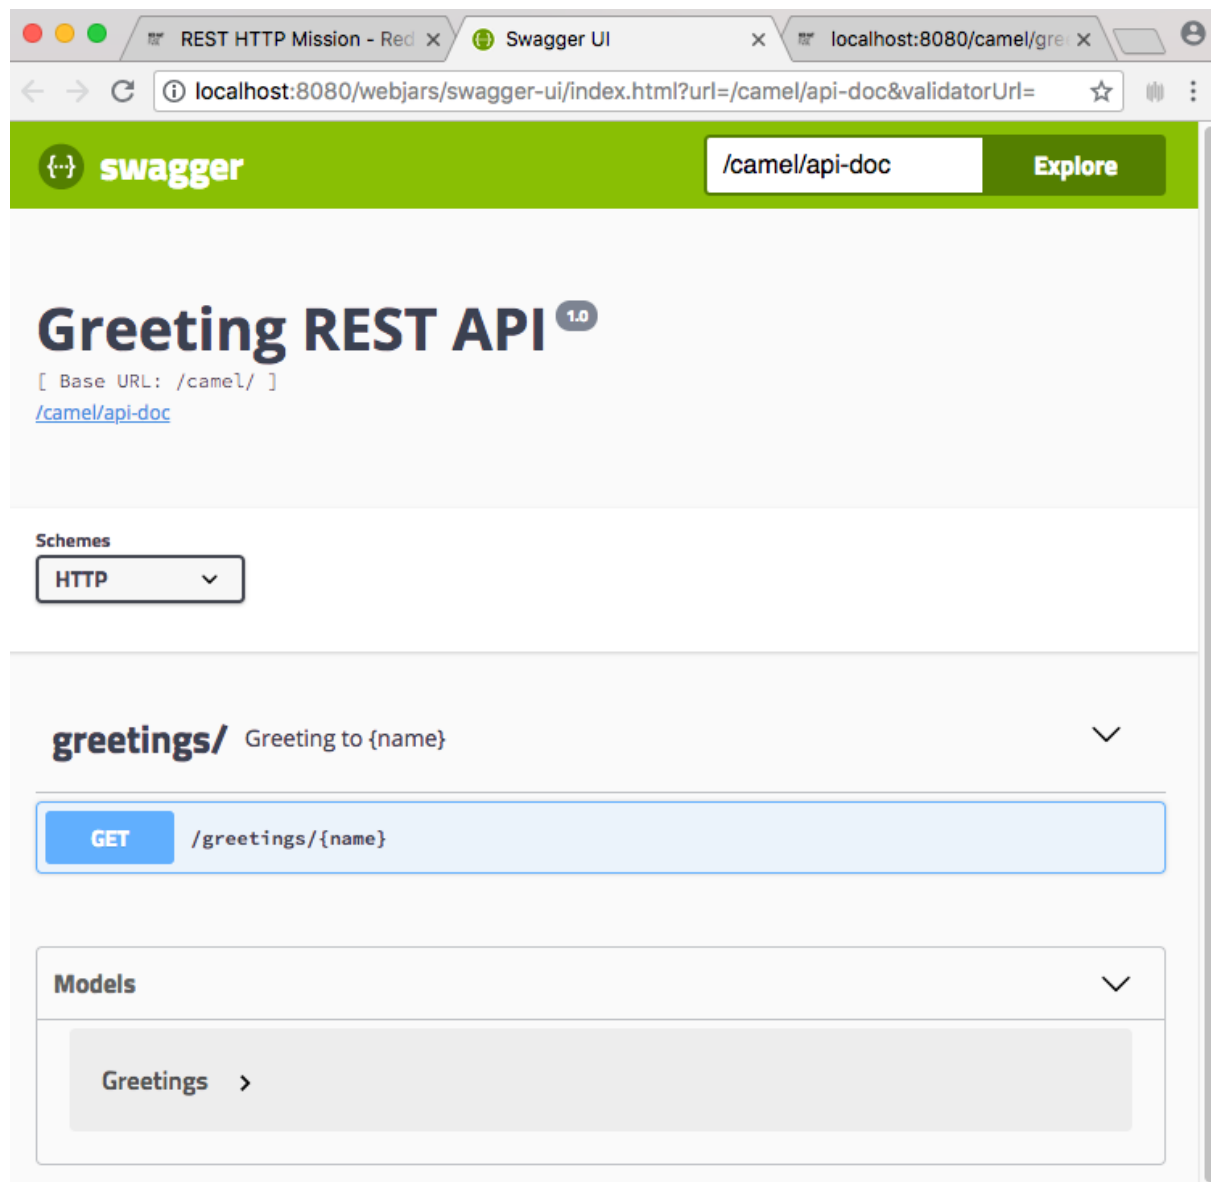 REST HTTP Mission - Red
Swagger UI
localhost:8080/camel/gre
localhost:8080/webjars/swagger-ui/index.html?url=/camel/api-doc&validatorUrl=
{···} swagger
/camel/api-doc
Explore
Greeting REST API 1.0
[ Base URL: /camel/ ]
/camel/api-doc
Schemes
HTTP
greetings/ Greeting to {name}
GET /greetings/{name}
Models
Greetings